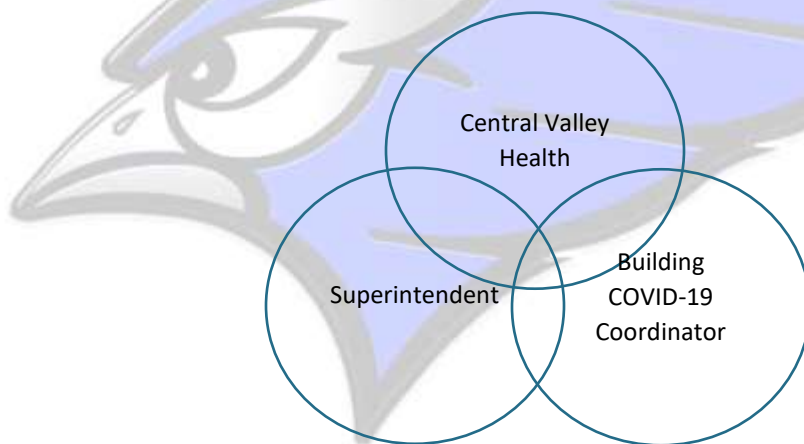 Central Valley
Health
Superintendent
Building
COVID-19
Coordinator